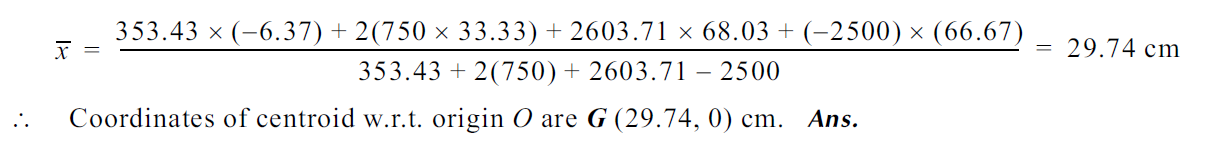 x̄ = 353.43 × (–6.37) + 2(750 × 33.33) + 2603.71 × 68.03 + (–2500) × (66.67) / 353.43 + 2(750) + 2603.71 – 2500 = 29.74 cm
∴ Coordinates of centroid w.r.t. origin O are G (29.74, 0) cm. Ans.